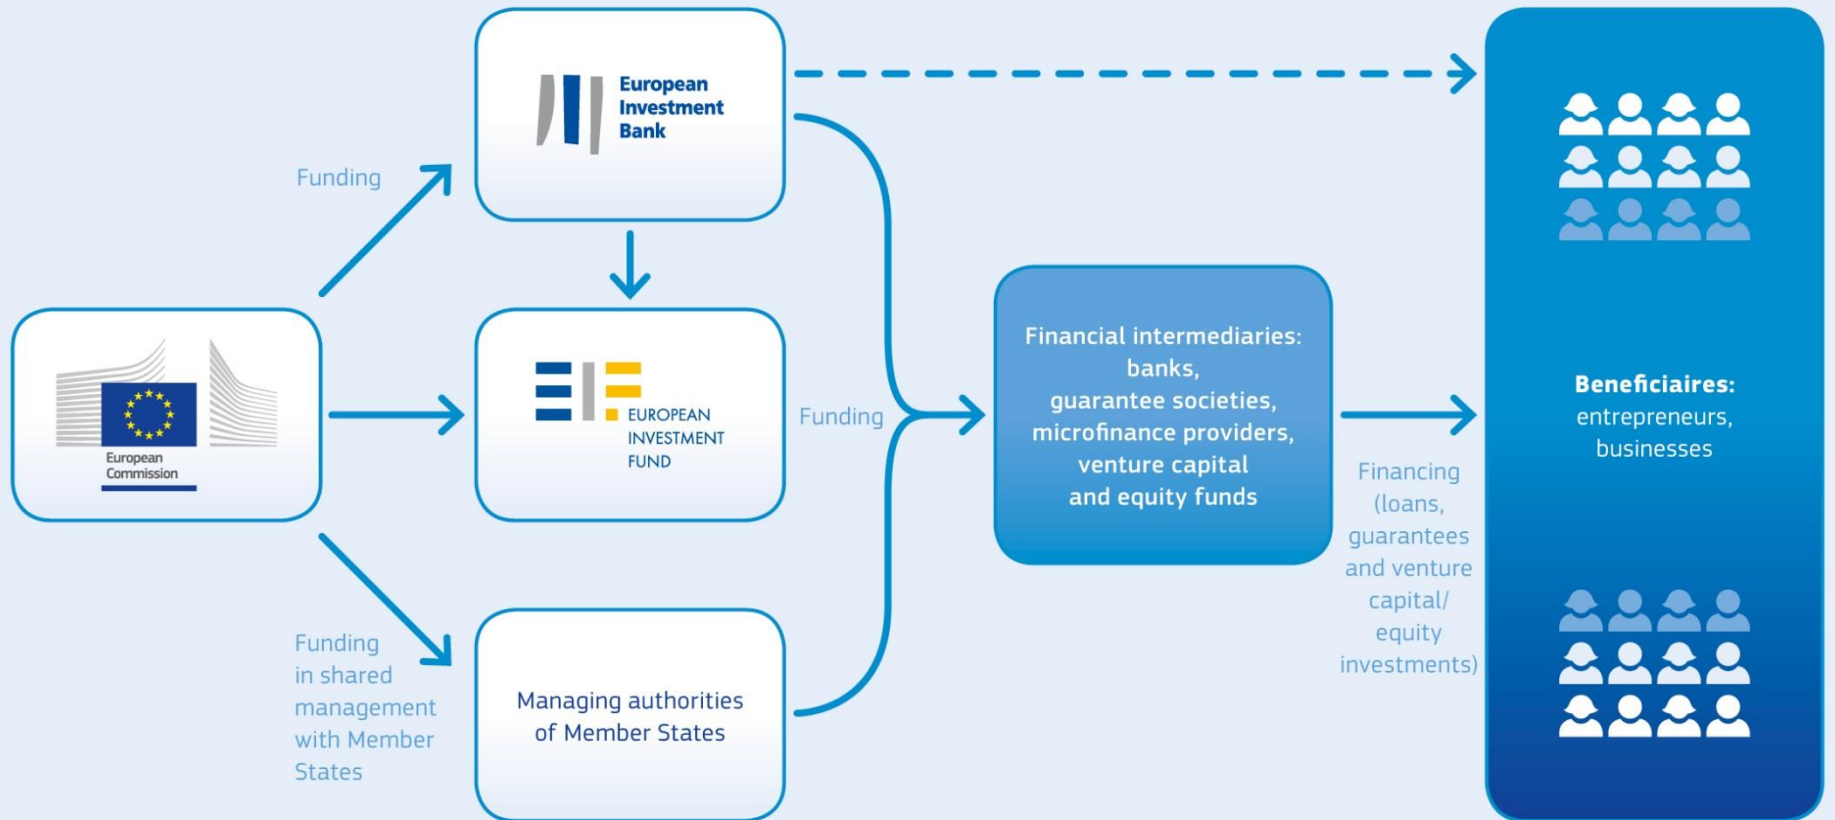 European
Investment
Bank
Funding
European
Commission
EUROPEAN
INVESTMENT
FUND
Funding
Funding
in shared
management
with Member
States
Managing authorities
of Member States
Financial intermediaries:
banks,
guarantee societies,
microfinance providers,
venture capital
and equity funds
Financing
(loans,
guarantees
and venture
capital/
equity
investments)
Beneficiaires:
entrepreneurs,
businesses